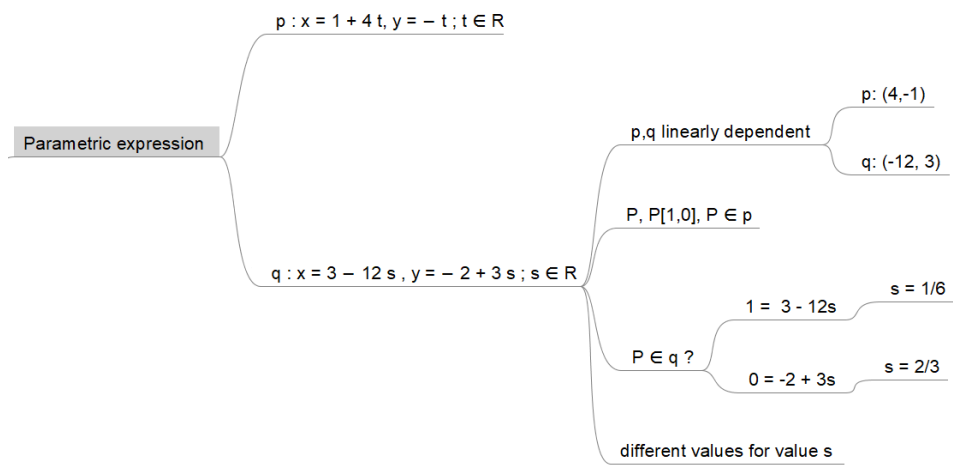 Parametric expression
p : x = 1 + 4 t, y = − t ; t ∈ R
q : x = 3 − 12 s , y = − 2 + 3 s ; s ∈ R
p,q linearly dependent
p: (4,-1)
q: (-12, 3)
P, P[1,0], P ∈ p
P ∈ q ?
1 =  3 - 12s
s = 1/6
0 = -2 + 3s
s = 2/3
different values for value s